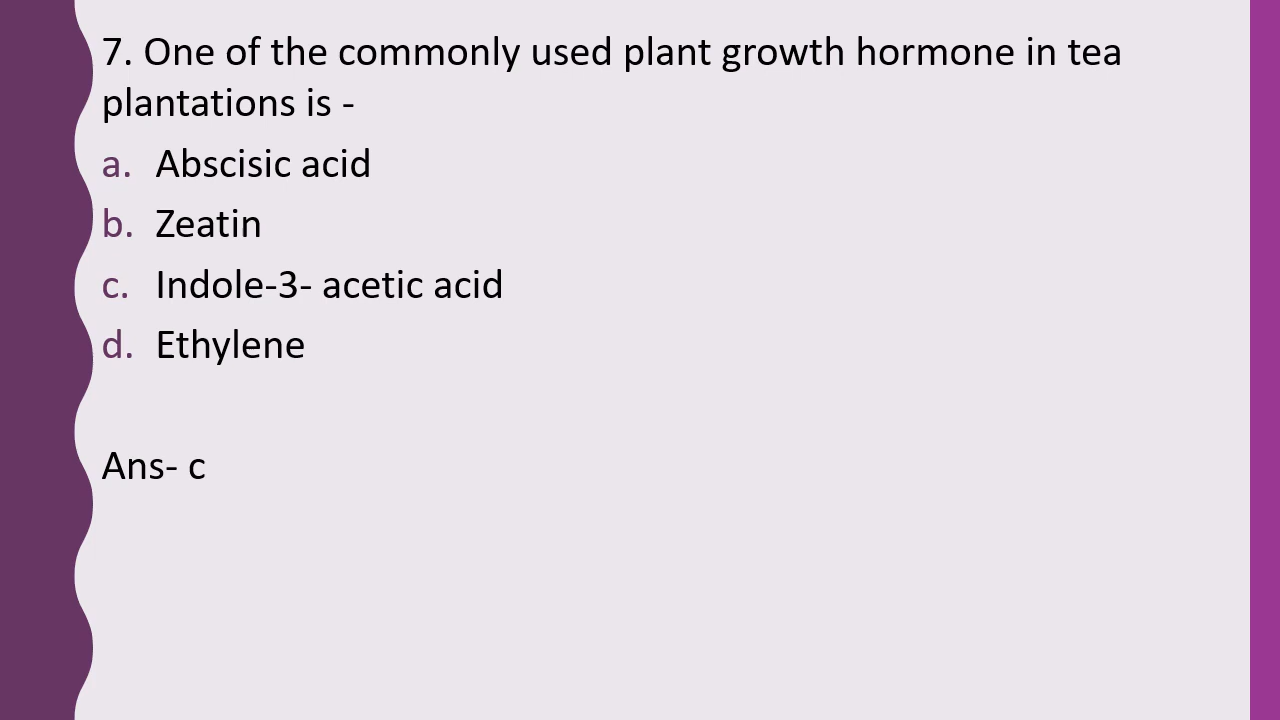 7. One of the commonly used plant growth hormone in tea
plantations is -
a. Abscisic acid
b. Zeatin
c. Indole-3- acetic acid
d. Ethylene
Ans- c